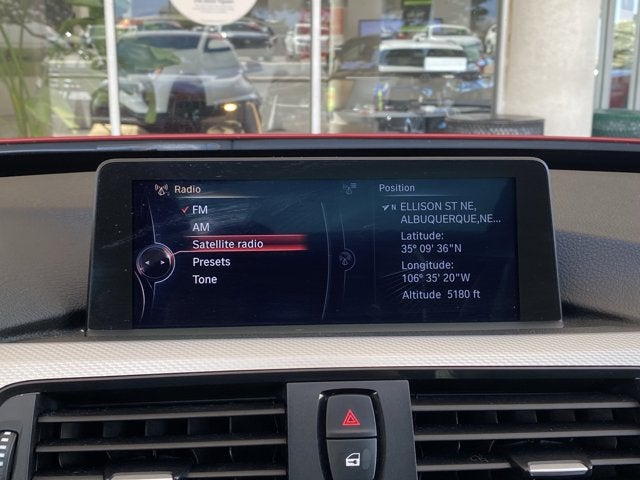 Radio
FM
AM
Satellite radio
Presets
Tone
Position
N ELLISON ST NE,
ALBUQUERQUE,NE...
Latitude:
35° 09' 36"N
Longitude:
106° 35' 20"W
Altitude 5180 ft